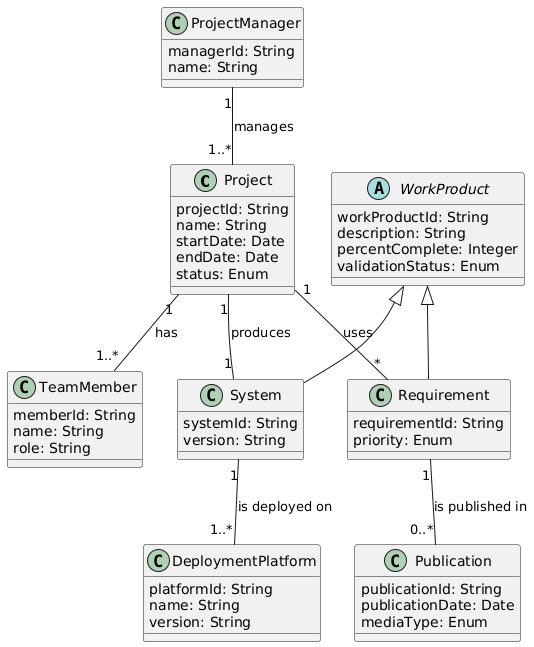 C ProjectManager
managerId: String
name: String
1
manages
1..*
C Project
projectId: String
name: String
startDate: Date
endDate: Date
status: Enum
A WorkProduct
workProductId: String
description: String
percentComplete: Integer
validationStatus: Enum
1
1
1
has
produces
uses
1..*
1
*
C TeamMember
memberId: String
name: String
role: String
C System
systemId: String
version: String
C Requirement
requirementId: String
priority: Enum
1
1
is deployed on
is published in
1..*
0..*
C DeploymentPlatform
platformId: String
name: String
version: String
C Publication
publicationId: String
publicationDate: Date
mediaType: Enum